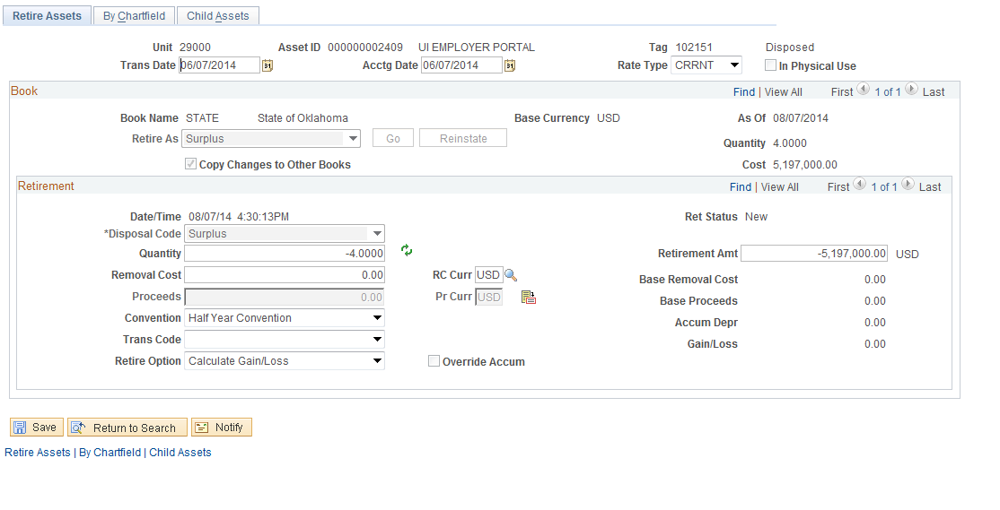 Retire Assets By Chartfield Child Assets
Unit 29000 Asset ID 000000002409 UI EMPLOYER PORTAL Tag 102151 Disposed
Trans Date 06/07/2014 31 Acctg Date 06/07/2014 31 Rate Type CRRNT In Physical Use
Book Find | View All First 1 of 1 Last
Book Name STATE State of Oklahoma Base Currency USD As Of 08/07/2014
Retire As Surplus Go Reinstate
Quantity 4.0000
Copy Changes to Other Books Cost 5,197,000.00
Retirement Find | View All First 1 of 1 Last
Date/Time 08/07/14 4:30:13PM Ret Status New
*Disposal Code Surplus
Quantity -4.0000 Retirement Amt -5,197,000.00 USD
Removal Cost 0.00 RC Curr USD Base Removal Cost 0.00
Proceeds 0.00 Pr Curr USD Base Proceeds 0.00
Convention Half Year Convention Accum Depr 0.00
Trans Code Gain/Loss 0.00
Retire Option Calculate Gain/Loss Override Accum
Save Return to Search Notify
Retire Assets | By Chartfield | Child Assets